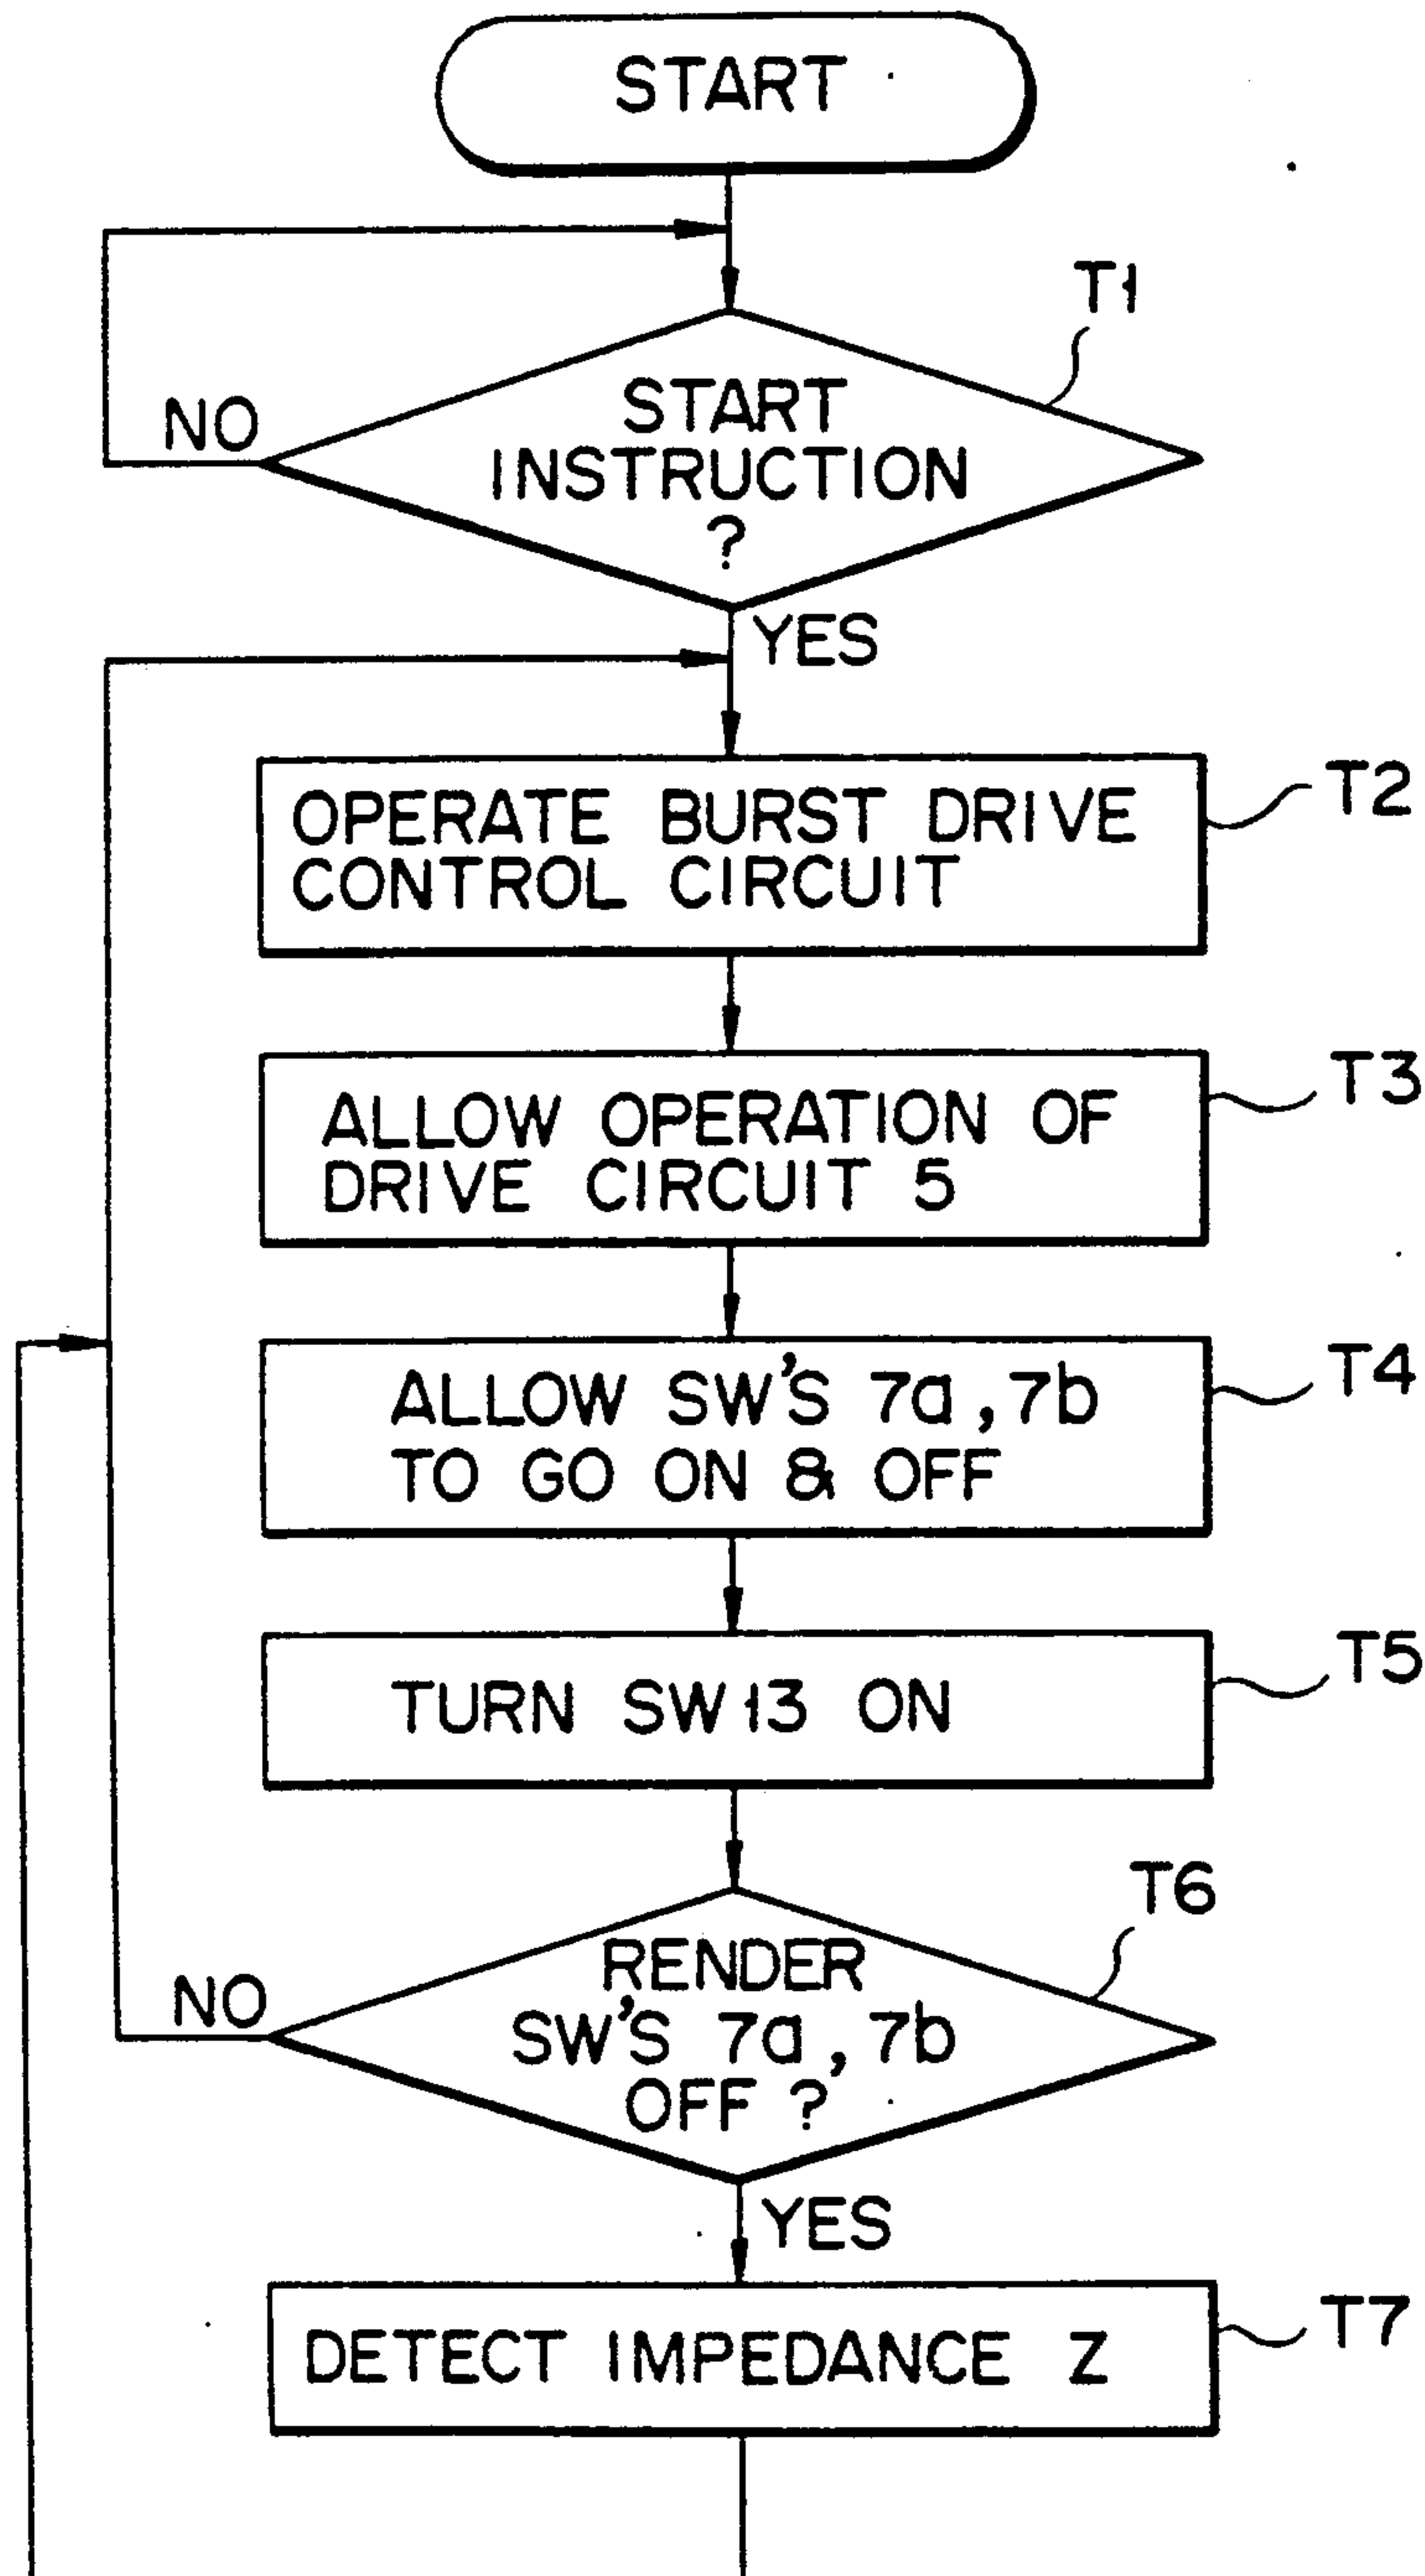 START
T1
START
INSTRUCTION
?
NO
YES
T2
OPERATE BURST DRIVE
CONTROL CIRCUIT
T3
ALLOW OPERATION OF
DRIVE CIRCUIT 5
T4
ALLOW SW'S 7a, 7b
TO GO ON & OFF
T5
TURN SW 13 ON
T6
RENDER
SW'S 7a, 7b
OFF ?
NO
YES
T7
DETECT IMPEDANCE Z